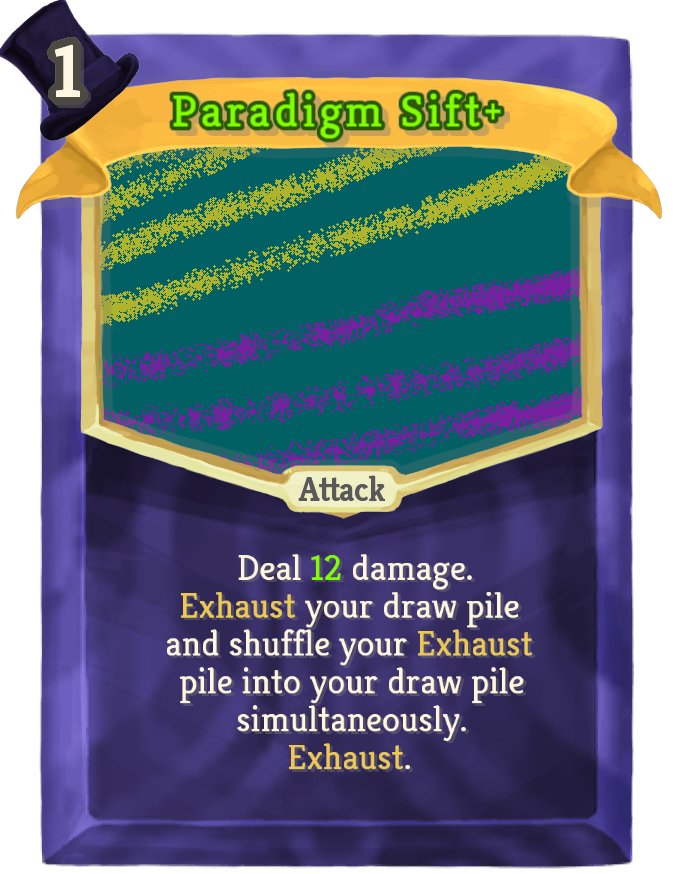 1
Paradigm Sift+
Attack
Deal 12 damage.
Exhaust your draw pile
and shuffle your Exhaust
pile into your draw pile
simultaneously.
Exhaust.